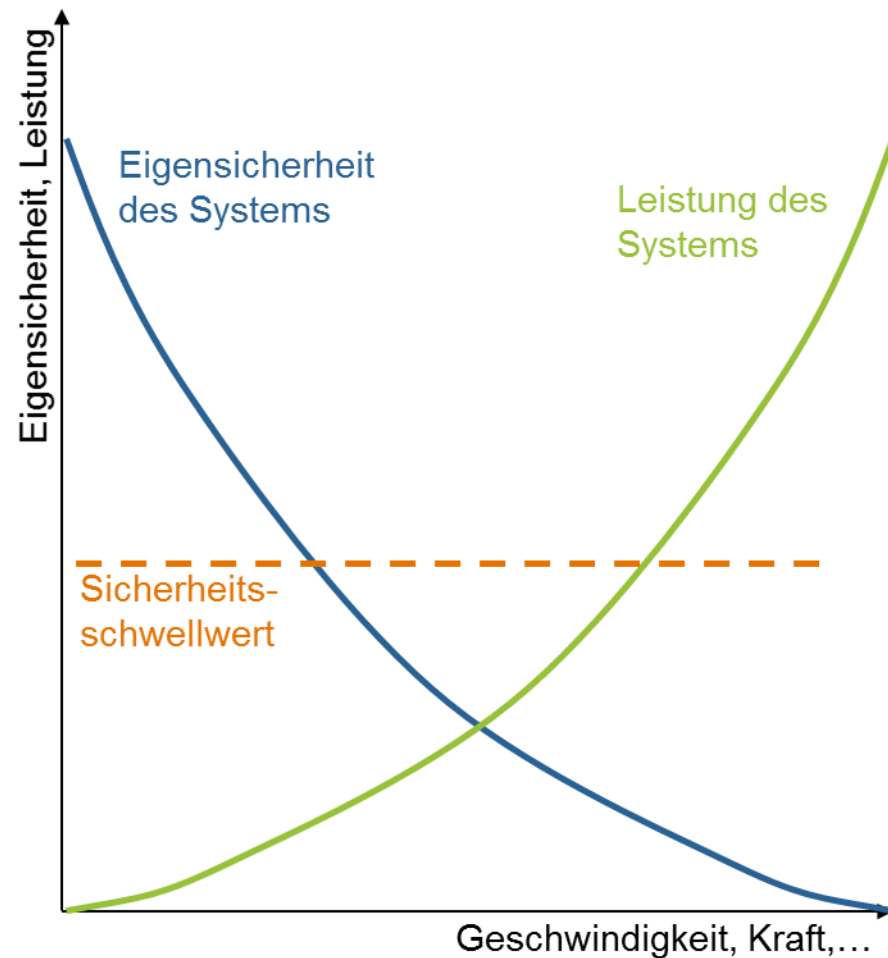 Eigensicherheit, Leistung
Eigensicherheit
des Systems
Leistung des
Systems
Sicherheits-
schwellwert
Geschwindigkeit, Kraft,...